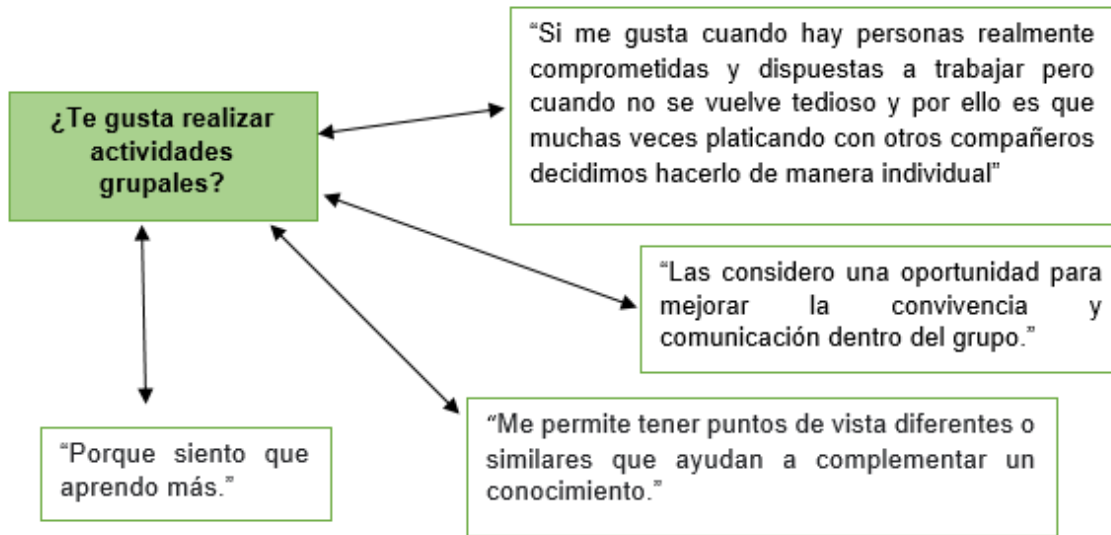 ¿Te gusta realizar
actividades
grupales?
“Si me gusta cuando hay personas realmente
comprometidas y dispuestas a trabajar pero
cuando no se vuelve tedioso y por ello es que
muchas veces platicando con otros compañeros
decidimos hacerlo de manera individual”
“Las considero una oportunidad para
mejorar la convivencia y
comunicación dentro del grupo.”
“Me permite tener puntos de vista diferentes o
similares que ayudan a complementar un
conocimiento.”
“Porque siento que
aprendo más.”